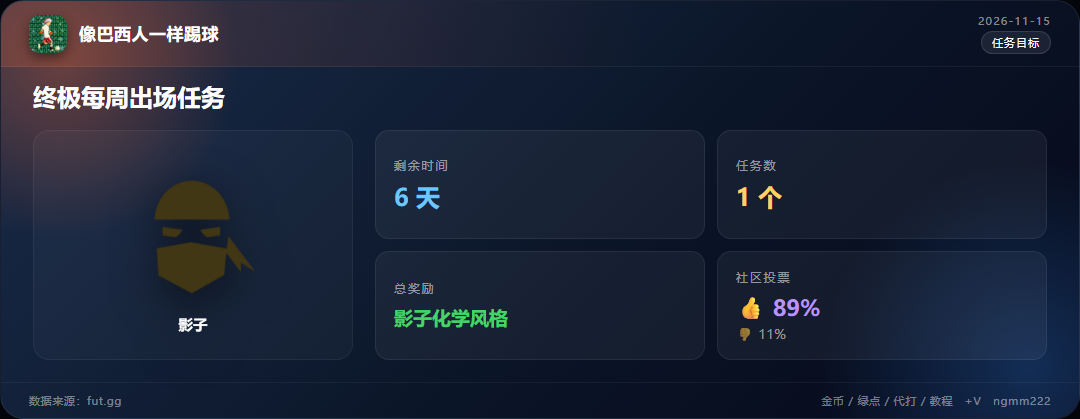 像巴西人一样踢球
2026-11-15
任务目标
终极每周出场任务
影子
剩余时间
6 天
任务数
1 个
总奖励
影子化学风格
社区投票
👍 89%
👎 11%
数据来源：fut.gg
金币 / 绿点 / 代打 / 教程 +V ngmm222